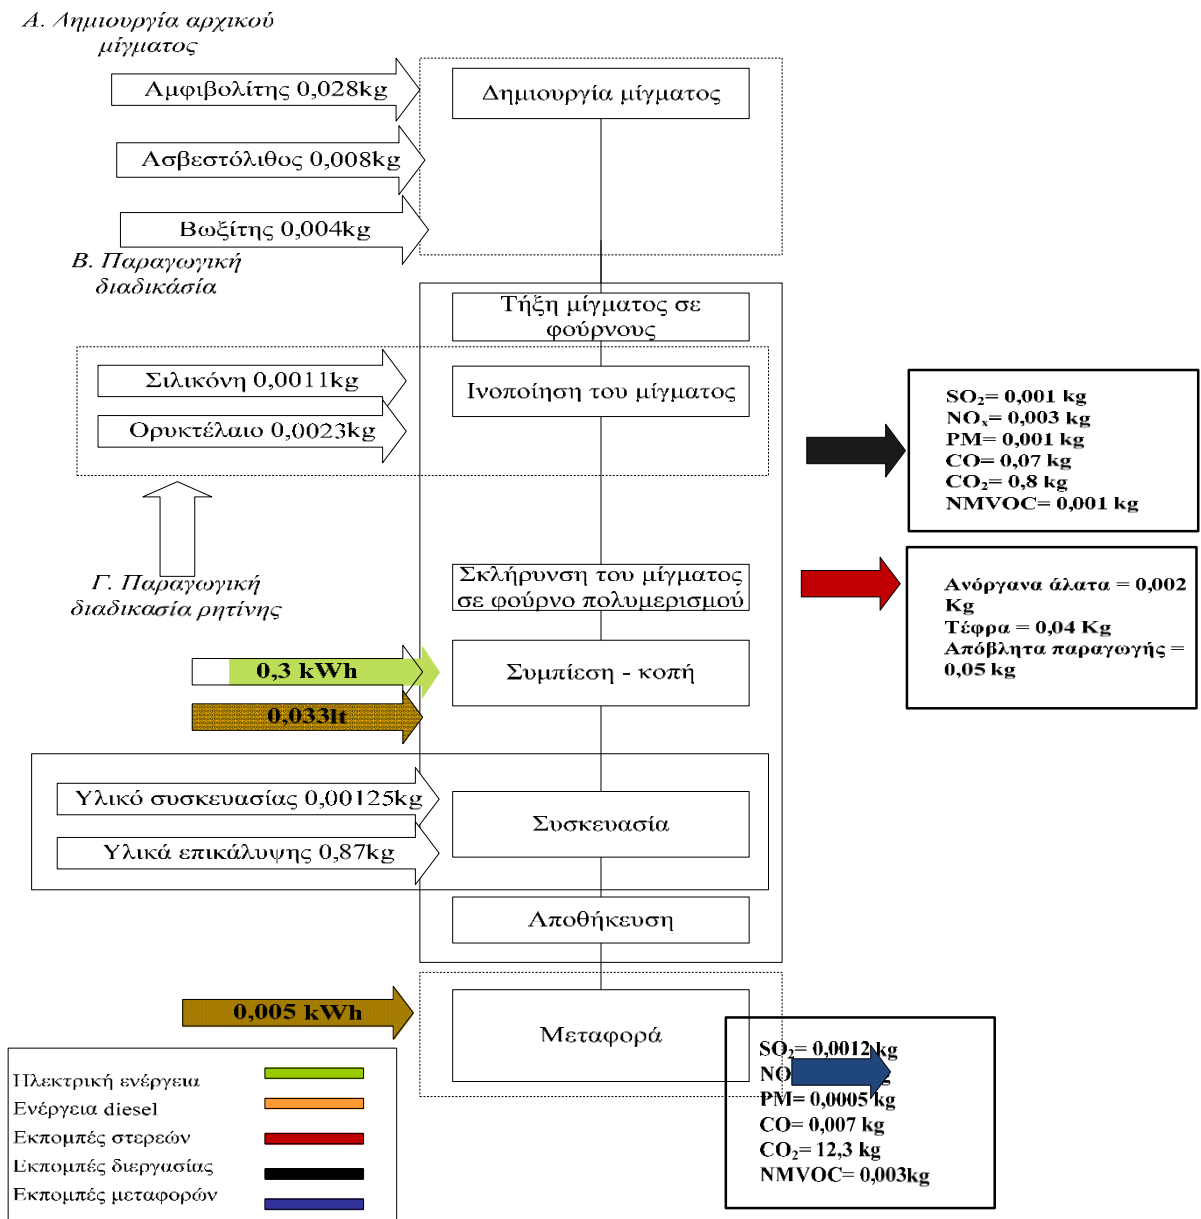 Α. Δημιουργία αρχικού
μίγματος
Αμφιβολίτης 0,028kg
Δημιουργία μίγματος
Ασβεστόλιθος 0,008kg
Βωξίτης 0,004kg
Β. Παραγωγική
διαδικάσία
Τήξη μίγματος σε
φούρνους
Σιλικόνη 0,0011kg
Ινοποίηση του μίγματος
Ορυκτέλαιο 0,0023kg
SO₂= 0,001 kg
NOₓ= 0,003 kg
PM= 0,001 kg
CO= 0,07 kg
CO₂= 0,8 kg
NMVOC= 0,001 kg
Γ. Παραγωγική
διαδικασία ρητίνης
Σκλήρυνση του μίγματος
σε φούρνο πολυμερισμού
Ανόργανα άλατα = 0,002
Kg
Τέφρα = 0,04 Kg
Απόβλητα παραγωγής =
0,05 kg
0,3 kWh
Συμπίεση - κοπή
0,033lt
Υλικό συσκευασίας 0,00125kg
Συσκευασία
Υλικά επικάλυψης 0,87kg
Αποθήκευση
0,005 kWh
Μεταφορά
SO₂= 0,0012 kg
NO
PM= 0,0005 kg
CO= 0,007 kg
CO₂= 12,3 kg
NMVOC= 0,003kg
Ηλεκτρική ενέργεια
Ενέργεια diesel
Εκπομπές στερεών
Εκπομπές διεργασίας
Εκπομπές μεταφορών